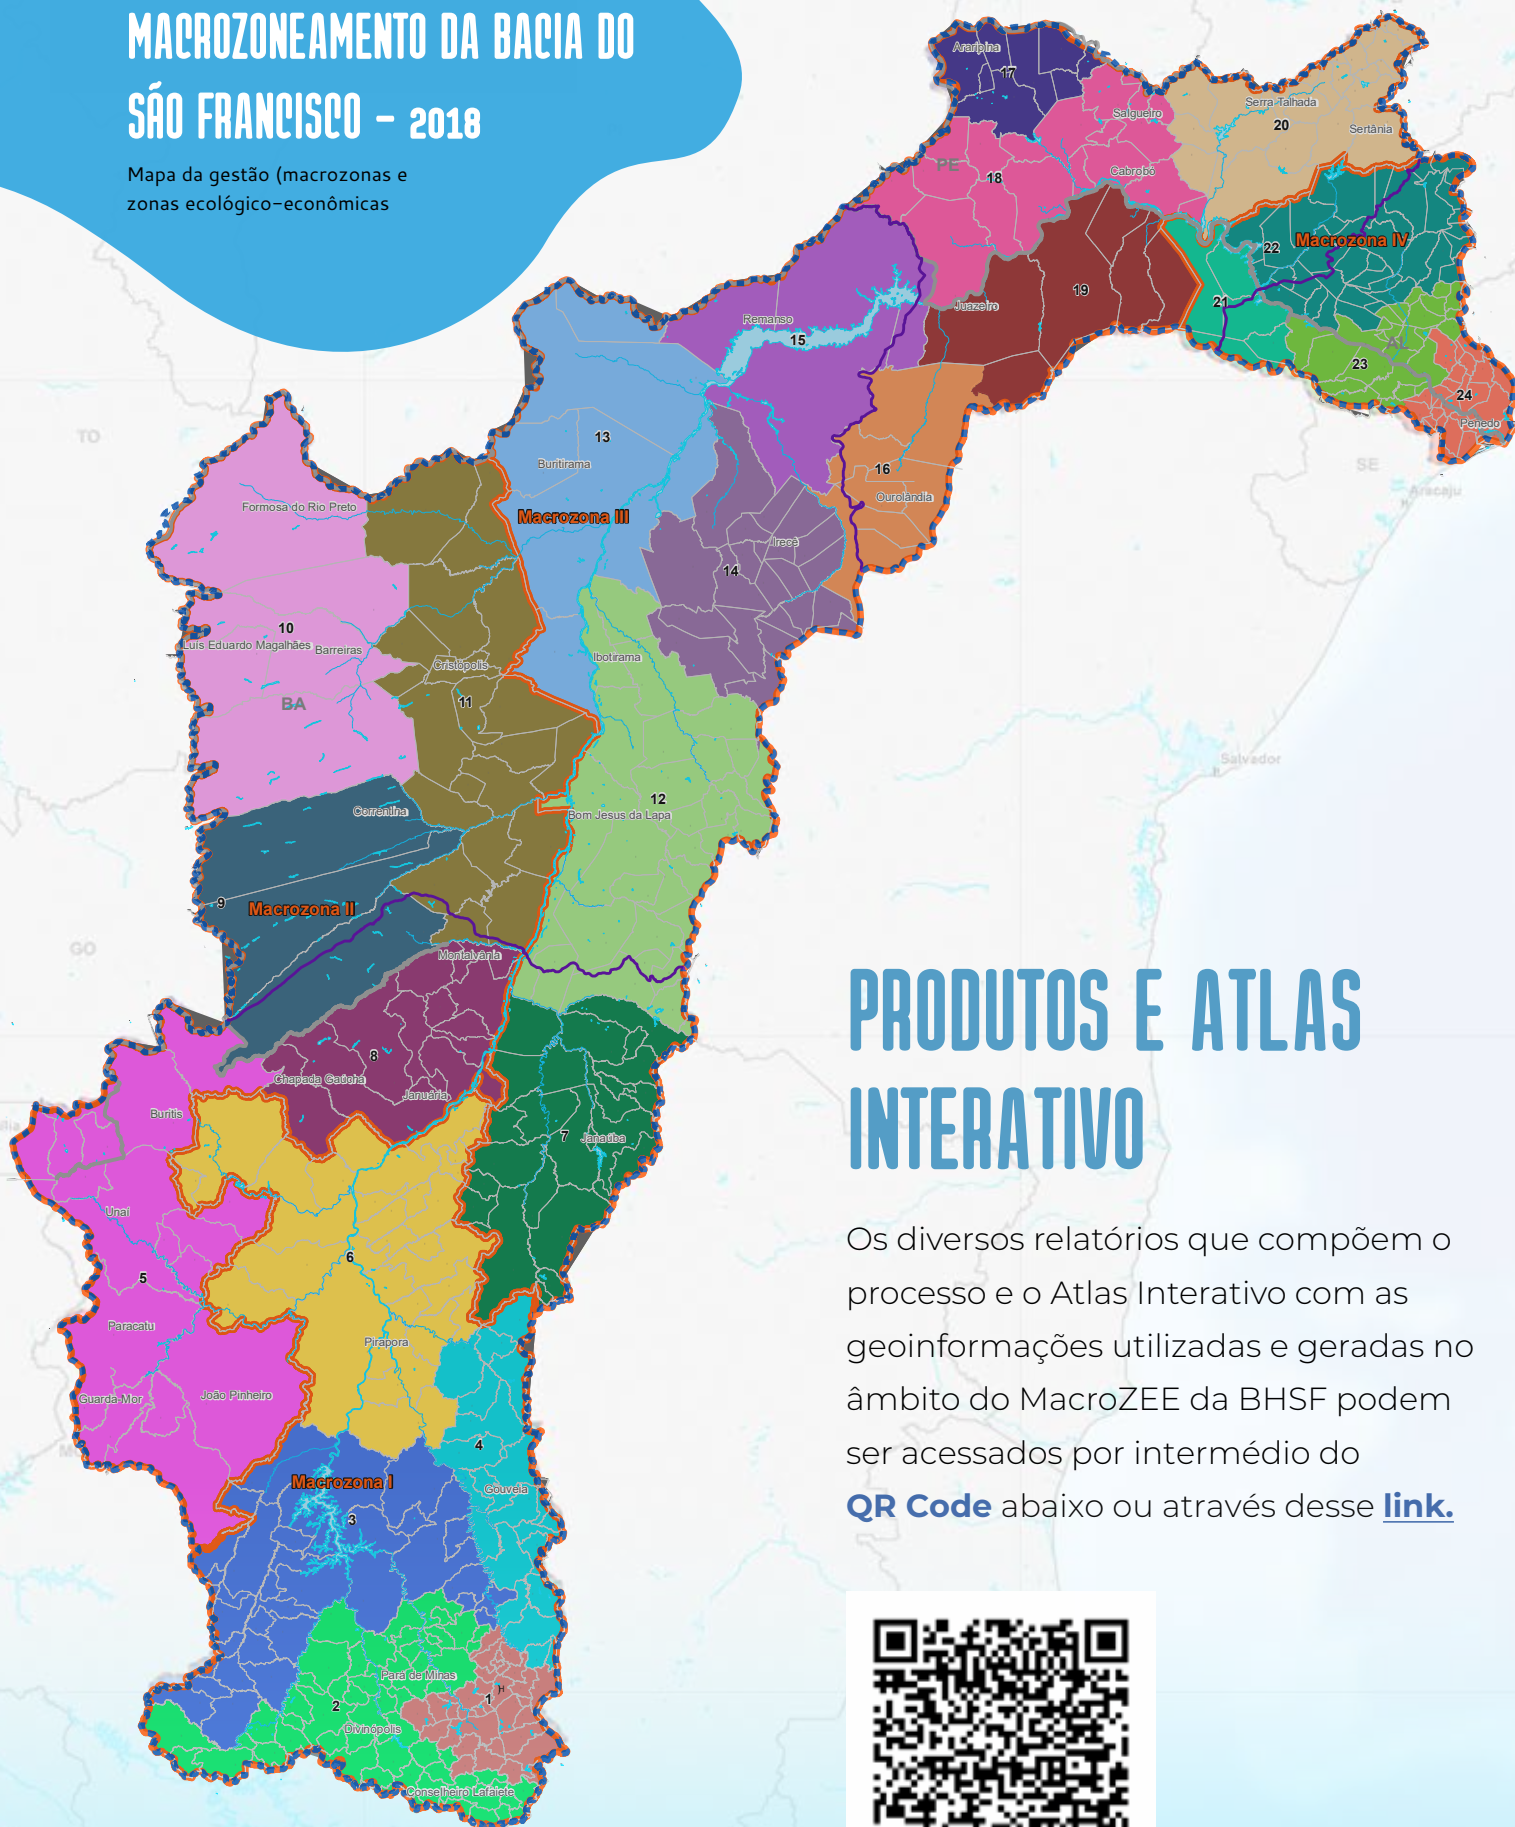 MACROZONEAMENTO DA BACIA DO
SÃO FRANCISCO - 2018
Mapa da gestão (macrozonas e
zonas ecológico-econômicas
Araripina
17
Salgueiro
Serra Talhada
20
Sertânia
PE
18
Cabrobó
22
Macrozona IV
19
21
Juazeiro
Remanso
15
AL
23
24
Penedo
TO
13
Buritirama
16
Ourolândia
SE
Aracaju
Formosa do Rio Preto
Macrozona III
Irecê
14
10
Luís Eduardo Magalhães
Barreiras
Cristópolis
Ibotirama
11
BA
Salvador
12
Bom Jesus da Lapa
Correntina
9
Macrozona II
GO
Montalvânia
8
Chapada Gaúcha
Januária
Buritis
7
Janaúba
Unaí
6
5
Paracatu
Pirapora
Guarda-Mor
João Pinheiro
4
Macrozona I
Gouveia
3
Pará de Minas
1
2
Divinópolis
Conselheiro Lafaiete
PRODUTOS E ATLAS
INTERATIVO
Os diversos relatórios que compõem o
processo e o Atlas Interativo com as
geoinformações utilizadas e geradas no
âmbito do MacroZEE da BHSF podem
ser acessados por intermédio do
QR Code abaixo ou através desse link.